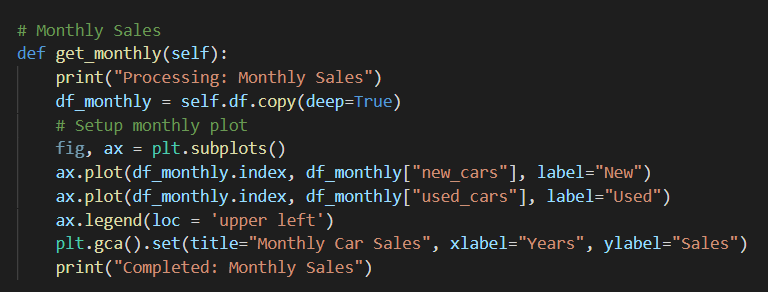 # Monthly Sales
def get_monthly(self):
    print("Processing: Monthly Sales")
    df_monthly = self.df.copy(deep=True)
    # Setup monthly plot
    fig, ax = plt.subplots()
    ax.plot(df_monthly.index, df_monthly["new_cars"], label="New")
    ax.plot(df_monthly.index, df_monthly["used_cars"], label="Used")
    ax.legend(loc = 'upper left')
    plt.gca().set(title="Monthly Car Sales", xlabel="Years", ylabel="Sales")
    print("Completed: Monthly Sales")